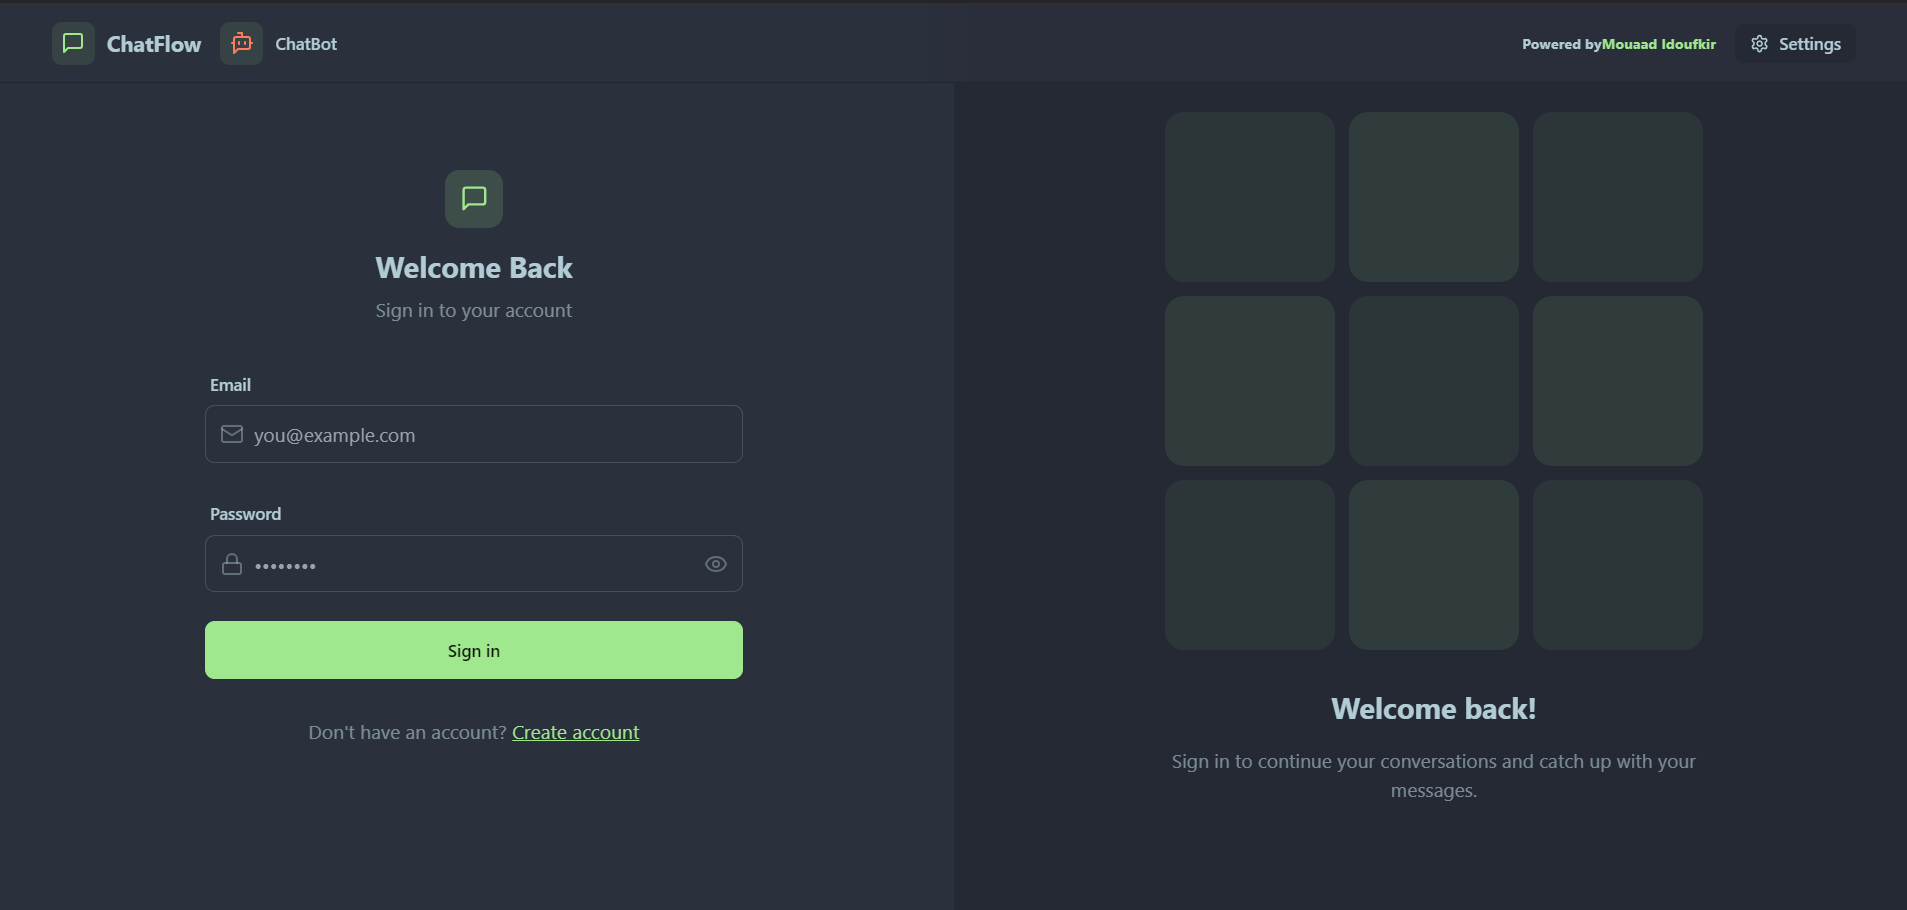 ChatFlow
ChatBot
Powered byMouaad Idoufkir
Settings
Welcome Back
Sign in to your account
Email
you@example.com
Password
••••••••
Sign in
Don't have an account? Create account
Welcome back!
Sign in to continue your conversations and catch up with your
messages.